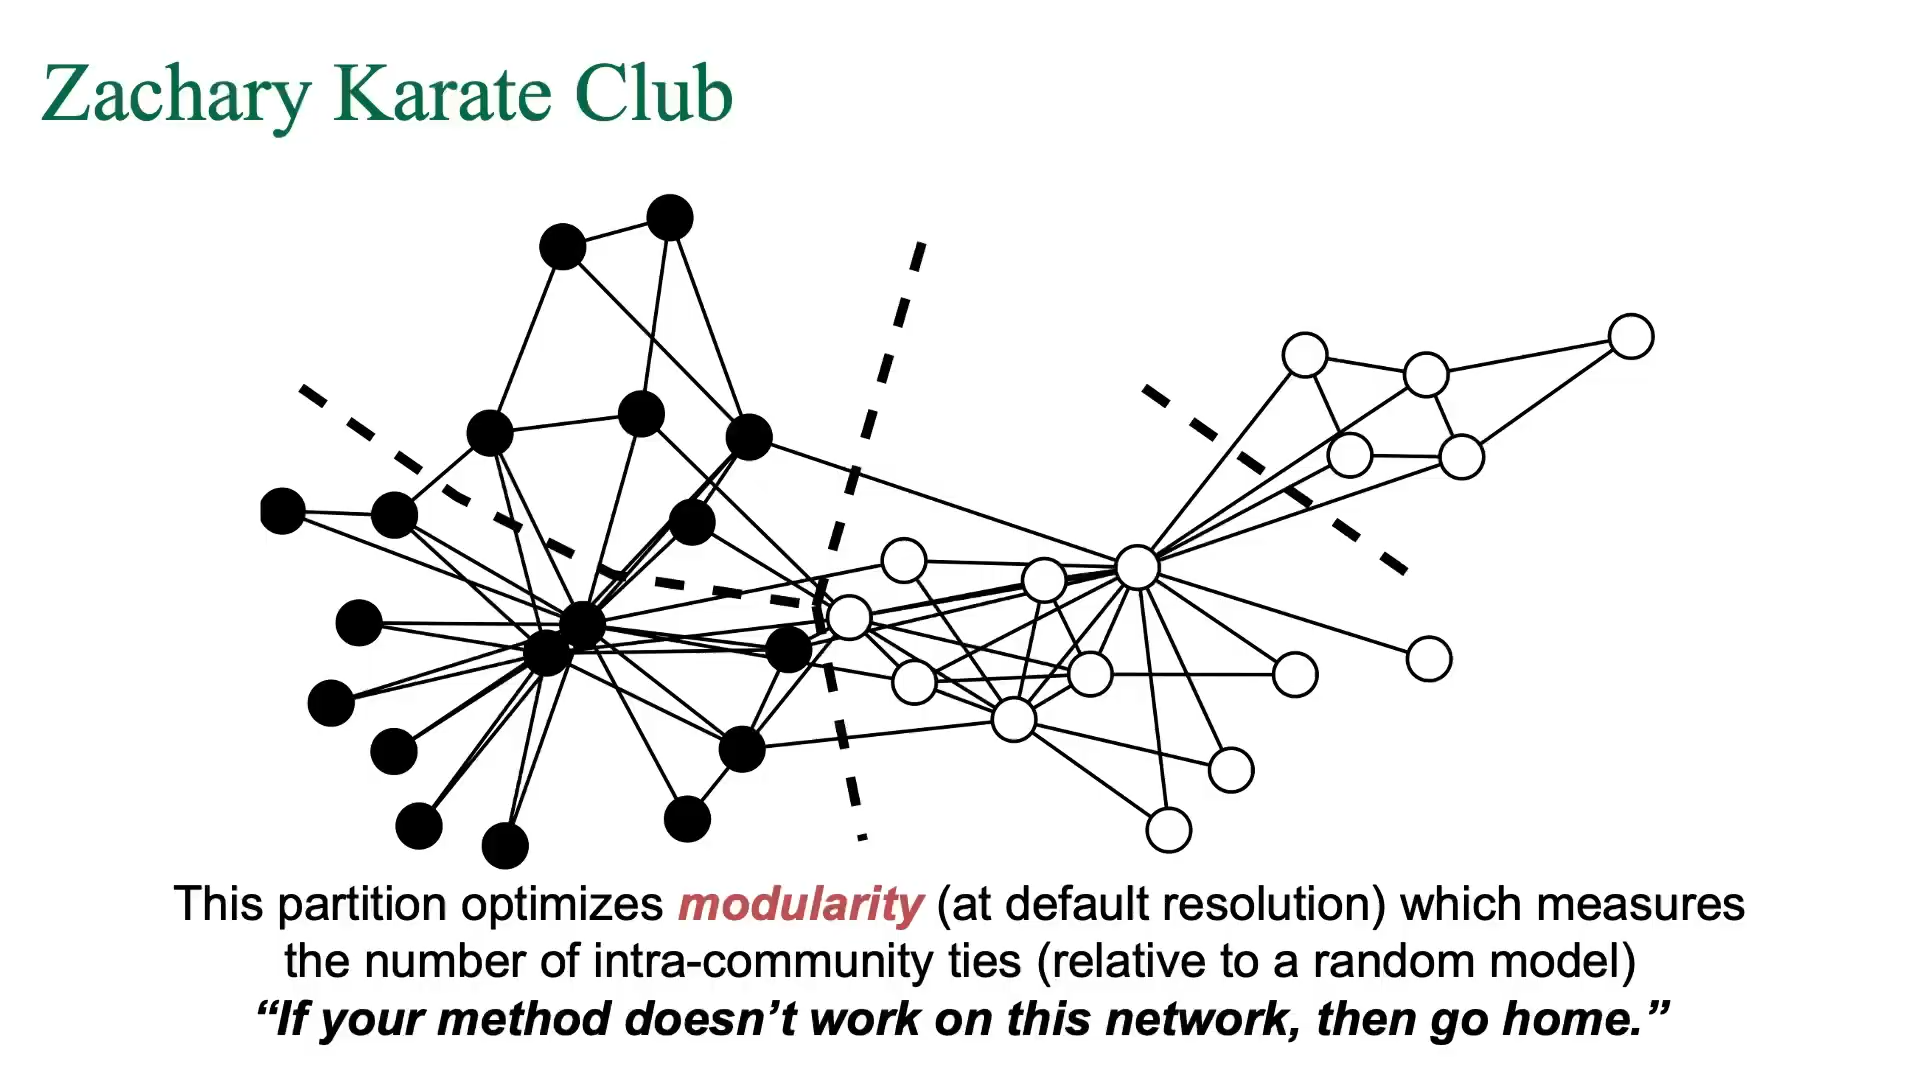 Zachary Karate Club
This partition optimizes modularity (at default resolution) which measures
the number of intra-community ties (relative to a random model)
“If your method doesn’t work on this network, then go home.”